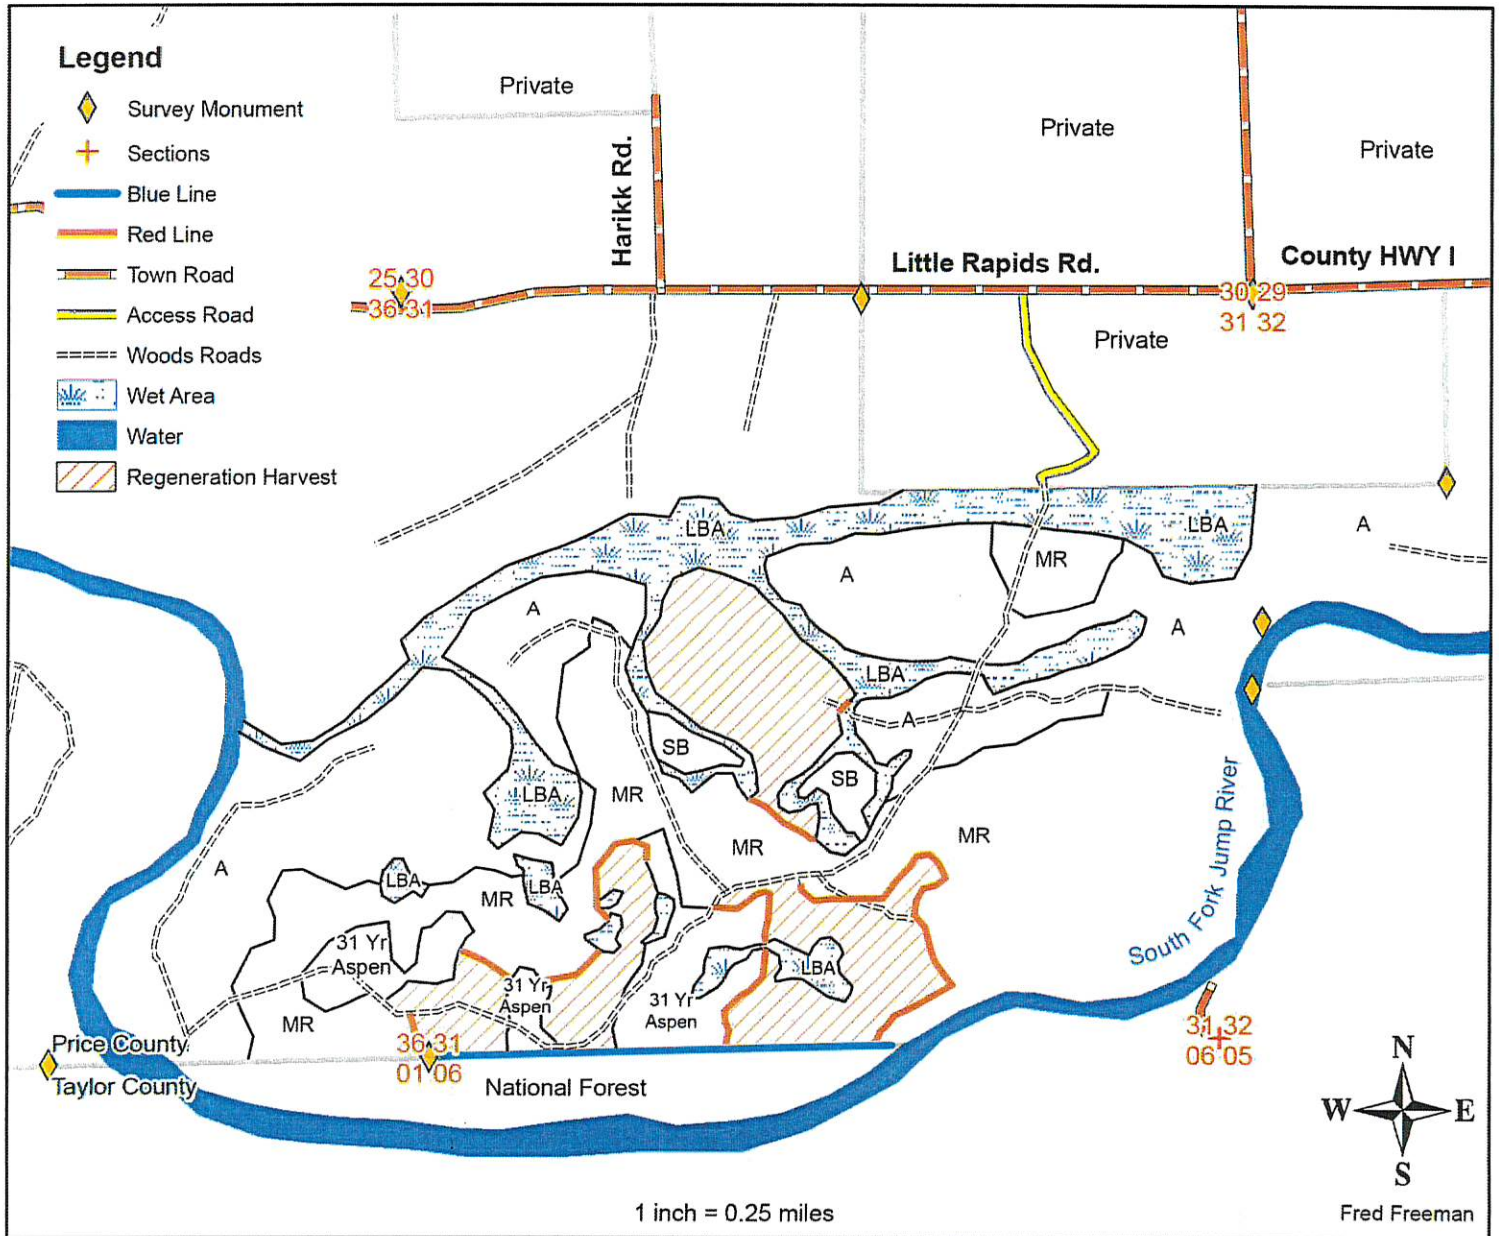 Legend
Survey Monument
Sections
Blue Line
Red Line
Town Road
Access Road
Woods Roads
Wet Area
Water
Regeneration Harvest
Private
Private
Private
Harikk Rd.
Little Rapids Rd.
County HWY I
25 30
36 31
30 29
31 32
Private
LBA
LBA
A
A
MR
A
A
LBA
A
SB
SB
LBA
MR
MR
MR
A
LBA
LBA
MR
31 Yr
Aspen
31 Yr
Aspen
31 Yr
Aspen
LBA
MR
South Fork Jump River
Price County
Taylor County
36 31
01 06
31 32
06 05
National Forest
N
W
E
S
1 inch = 0.25 miles
Fred Freeman